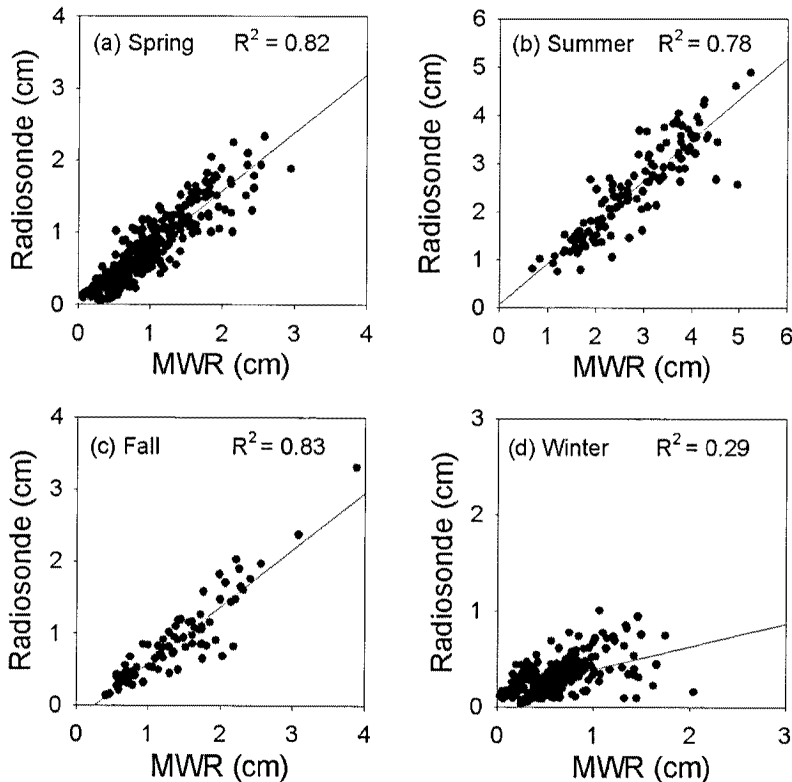 (a) Spring R² = 0.82
Radiosonde (cm)
4
3
2
1
0
0 1 2 3 4
MWR (cm)
(b) Summer R² = 0.78
Radiosonde (cm)
6
5
4
3
2
1
0
0 1 2 3 4 5 6
MWR (cm)
(c) Fall R² = 0.83
Radiosonde (cm)
4
3
2
1
0
0 1 2 3 4
MWR (cm)
(d) Winter R² = 0.29
Radiosonde (cm)
3
2
1
0
0 1 2 3
MWR (cm)